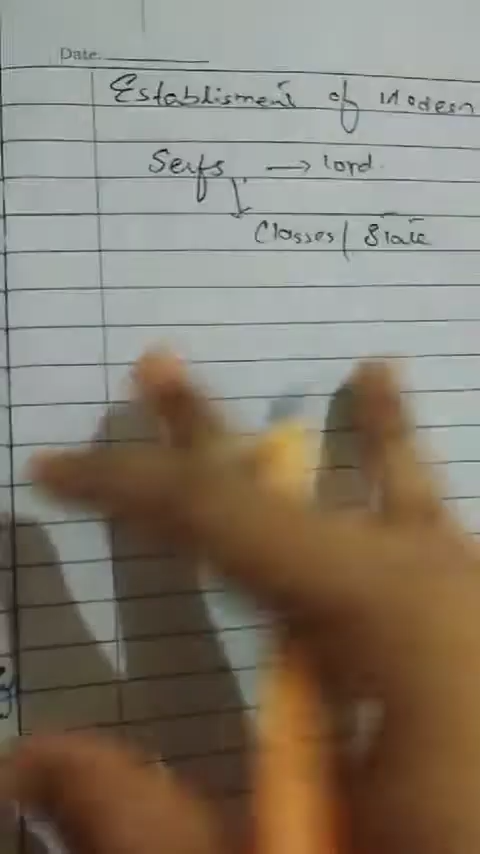 Date
Establisment of Modern
Serfs → lord.
↓
Classes/ State